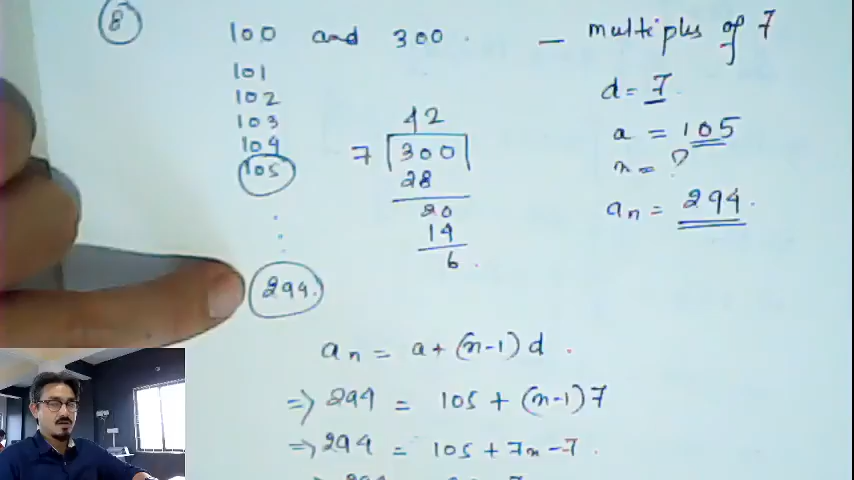 8
100 and 300. — multiples of 7
101
102
103
104
105
.
.
.
294.
42
7 300
28
20
14
6.
d = 7.
a = 105
n = ?
an = 294.
an = a + (n-1) d .
=> 294 = 105 + (n-1) 7
=> 294 = 105 + 7n - 7 .